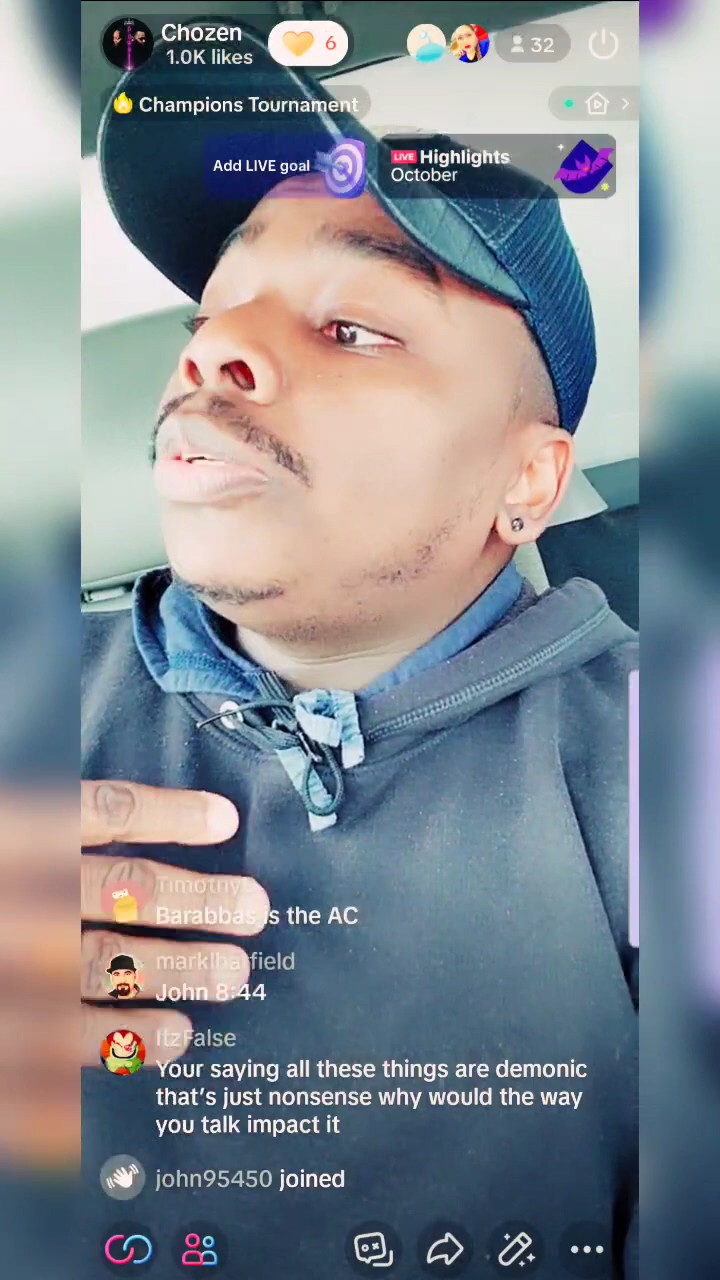 Chozen
1.0K likes
6
32
Champions Tournament
Add LIVE goal
LIVE Highlights
October
Timothy
Barabbas is the AC
marklbarfield
John 8:44
ItzFalse
Your saying all these things are demonic
that's just nonsense why would the way
you talk impact it
john95450 joined